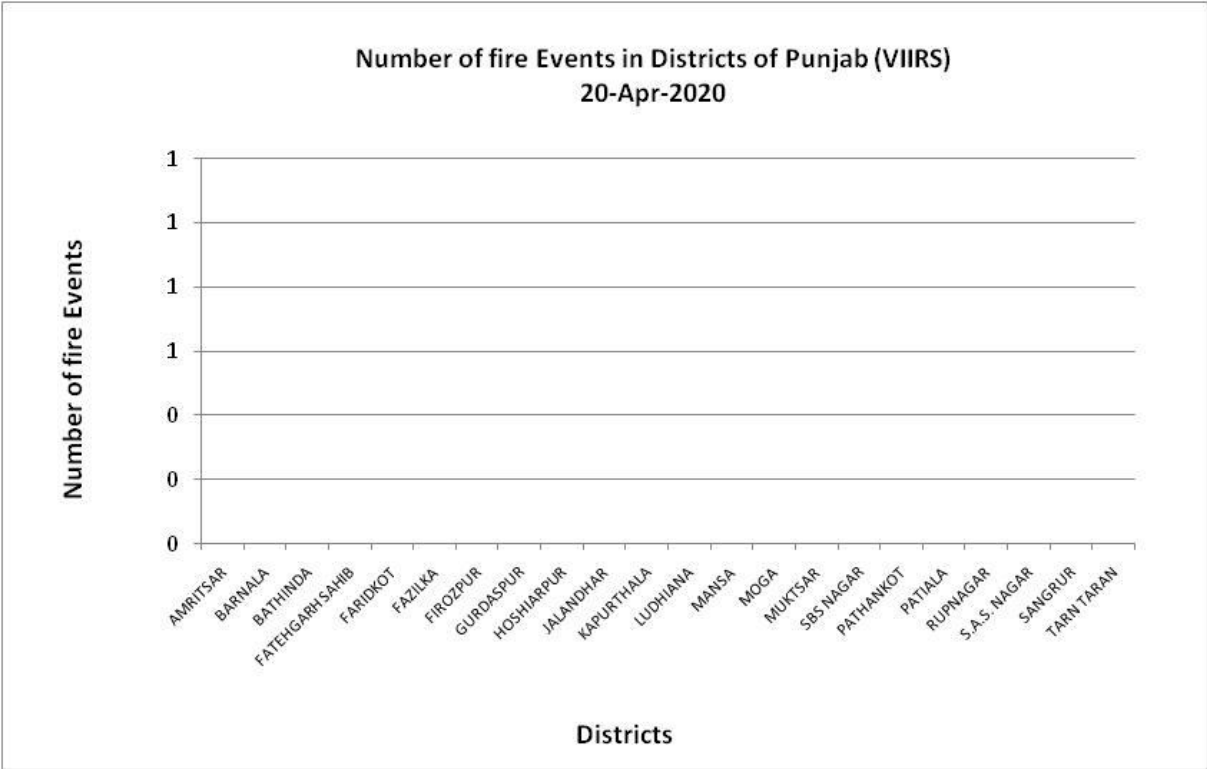 Number of fire Events in Districts of Punjab (VIIRS)
20-Apr-2020
Number of fire Events
1
1
1
1
0
0
0
AMRITSAR
BARNALA
BATHINDA
FATEHGARH SAHIB
FARIDKOT
FAZILKA
FIROZPUR
GURDASPUR
HOSHIARPUR
JALANDHAR
KAPURTHALA
LUDHIANA
MANSA
MOGA
MUKTSAR
SBS NAGAR
PATHANKOT
PATIALA
RUPNAGAR
S.A.S. NAGAR
SANGRUR
TARN TARAN
Districts